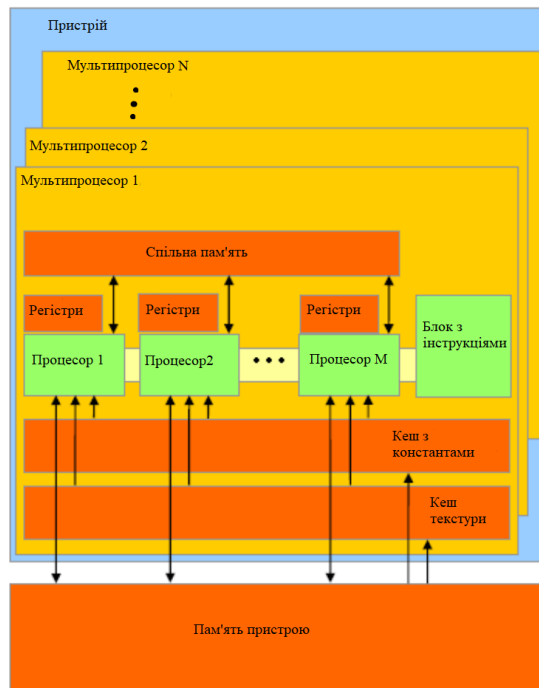 Пристрій
Мультипроцесор N
Мультипроцесор 2
Мультипроцесор 1
Спільна пам'ять
Регістри
Регістри
Регістри
Процесор 1
Процесор2
Процесор M
Блок з
інструкціями
Кеш з
константами
Кеш
текстури
Пам'ять пристрою